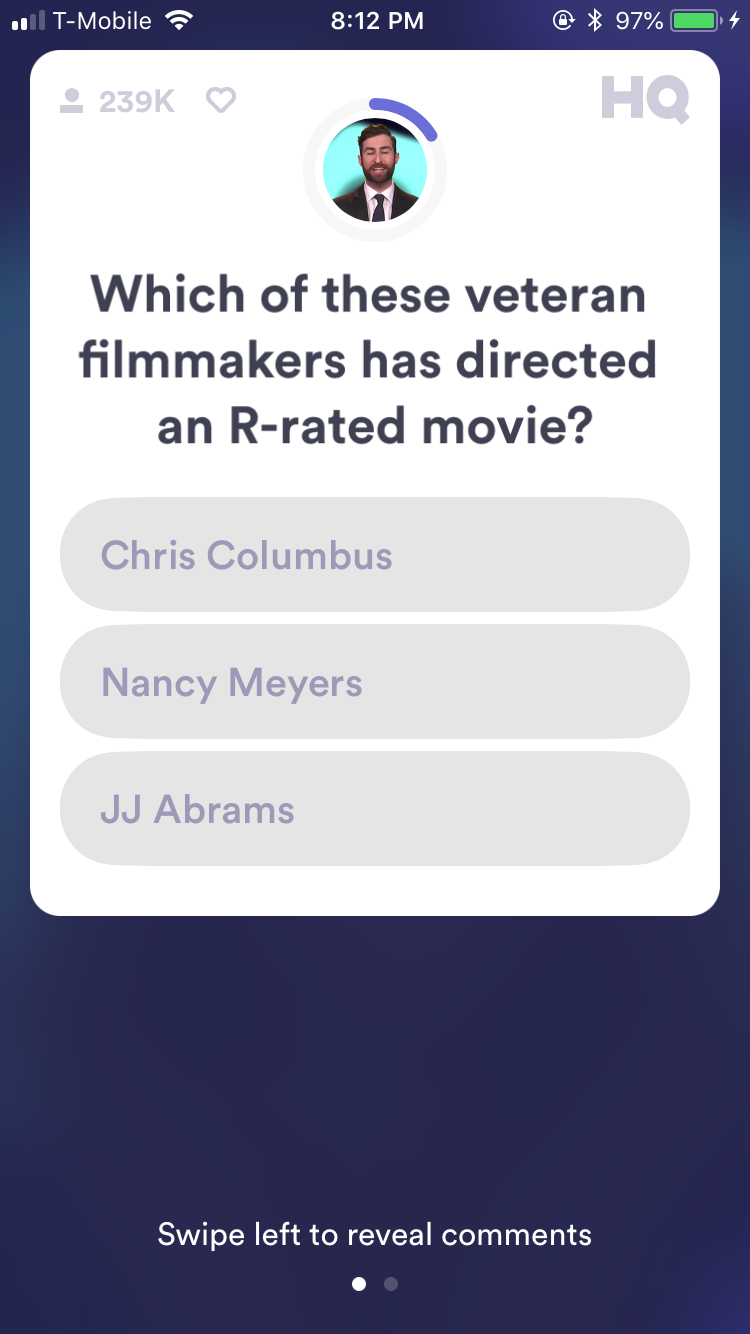 T-Mobile 8:12 PM 97%
239K HQ
Which of these veteran
filmmakers has directed
an R-rated movie?
Chris Columbus
Nancy Meyers
JJ Abrams
Swipe left to reveal comments